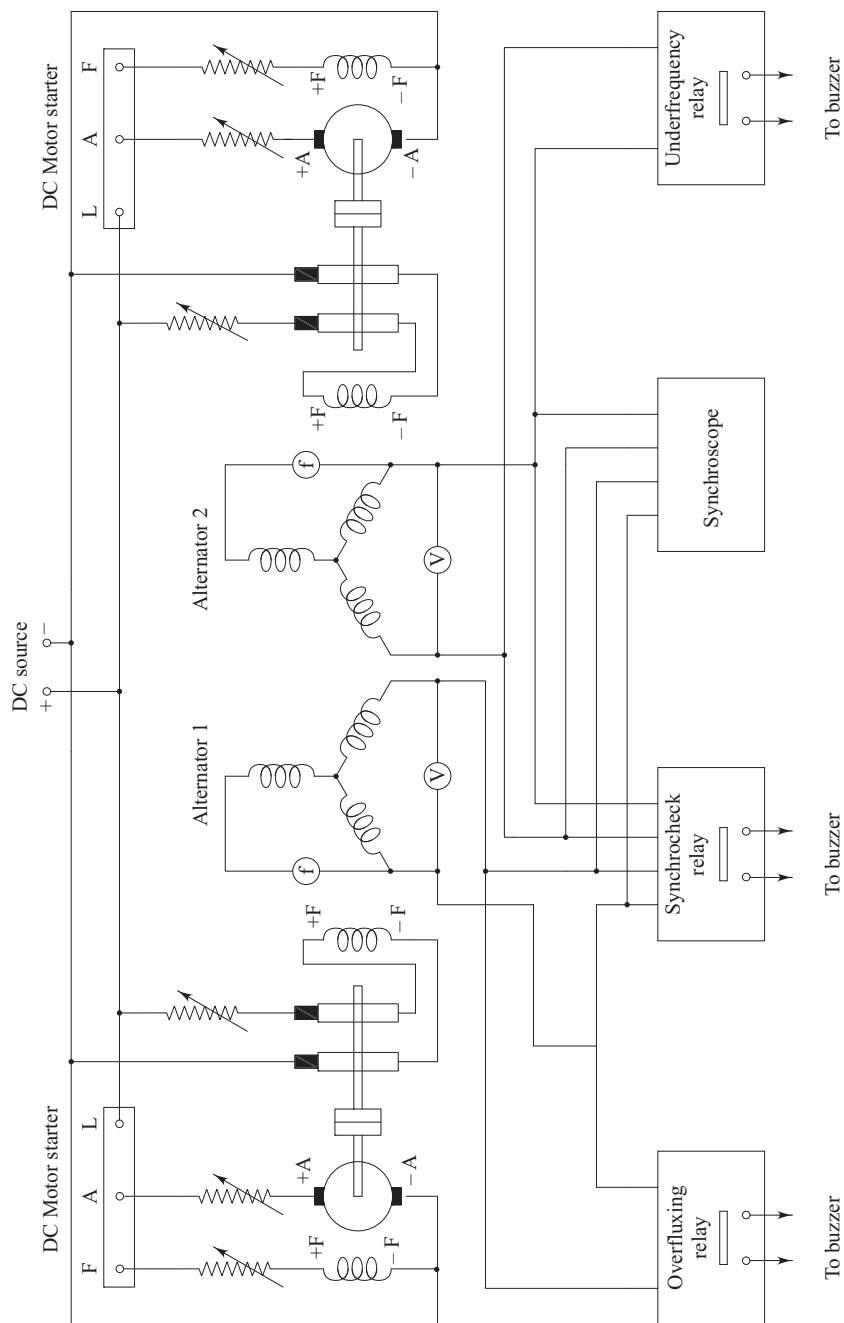 DC source
+ −
DC Motor starter
F A L
DC Motor starter
L A F
Alternator 1
Alternator 2
+F
−F
+A
−A
+F
−F
f
V
f
V
+F
−F
+A
−A
+F
−F
Overfluxing
relay
To buzzer
Synchrocheck
relay
To buzzer
Synchroscope
Underfrequency
relay
To buzzer